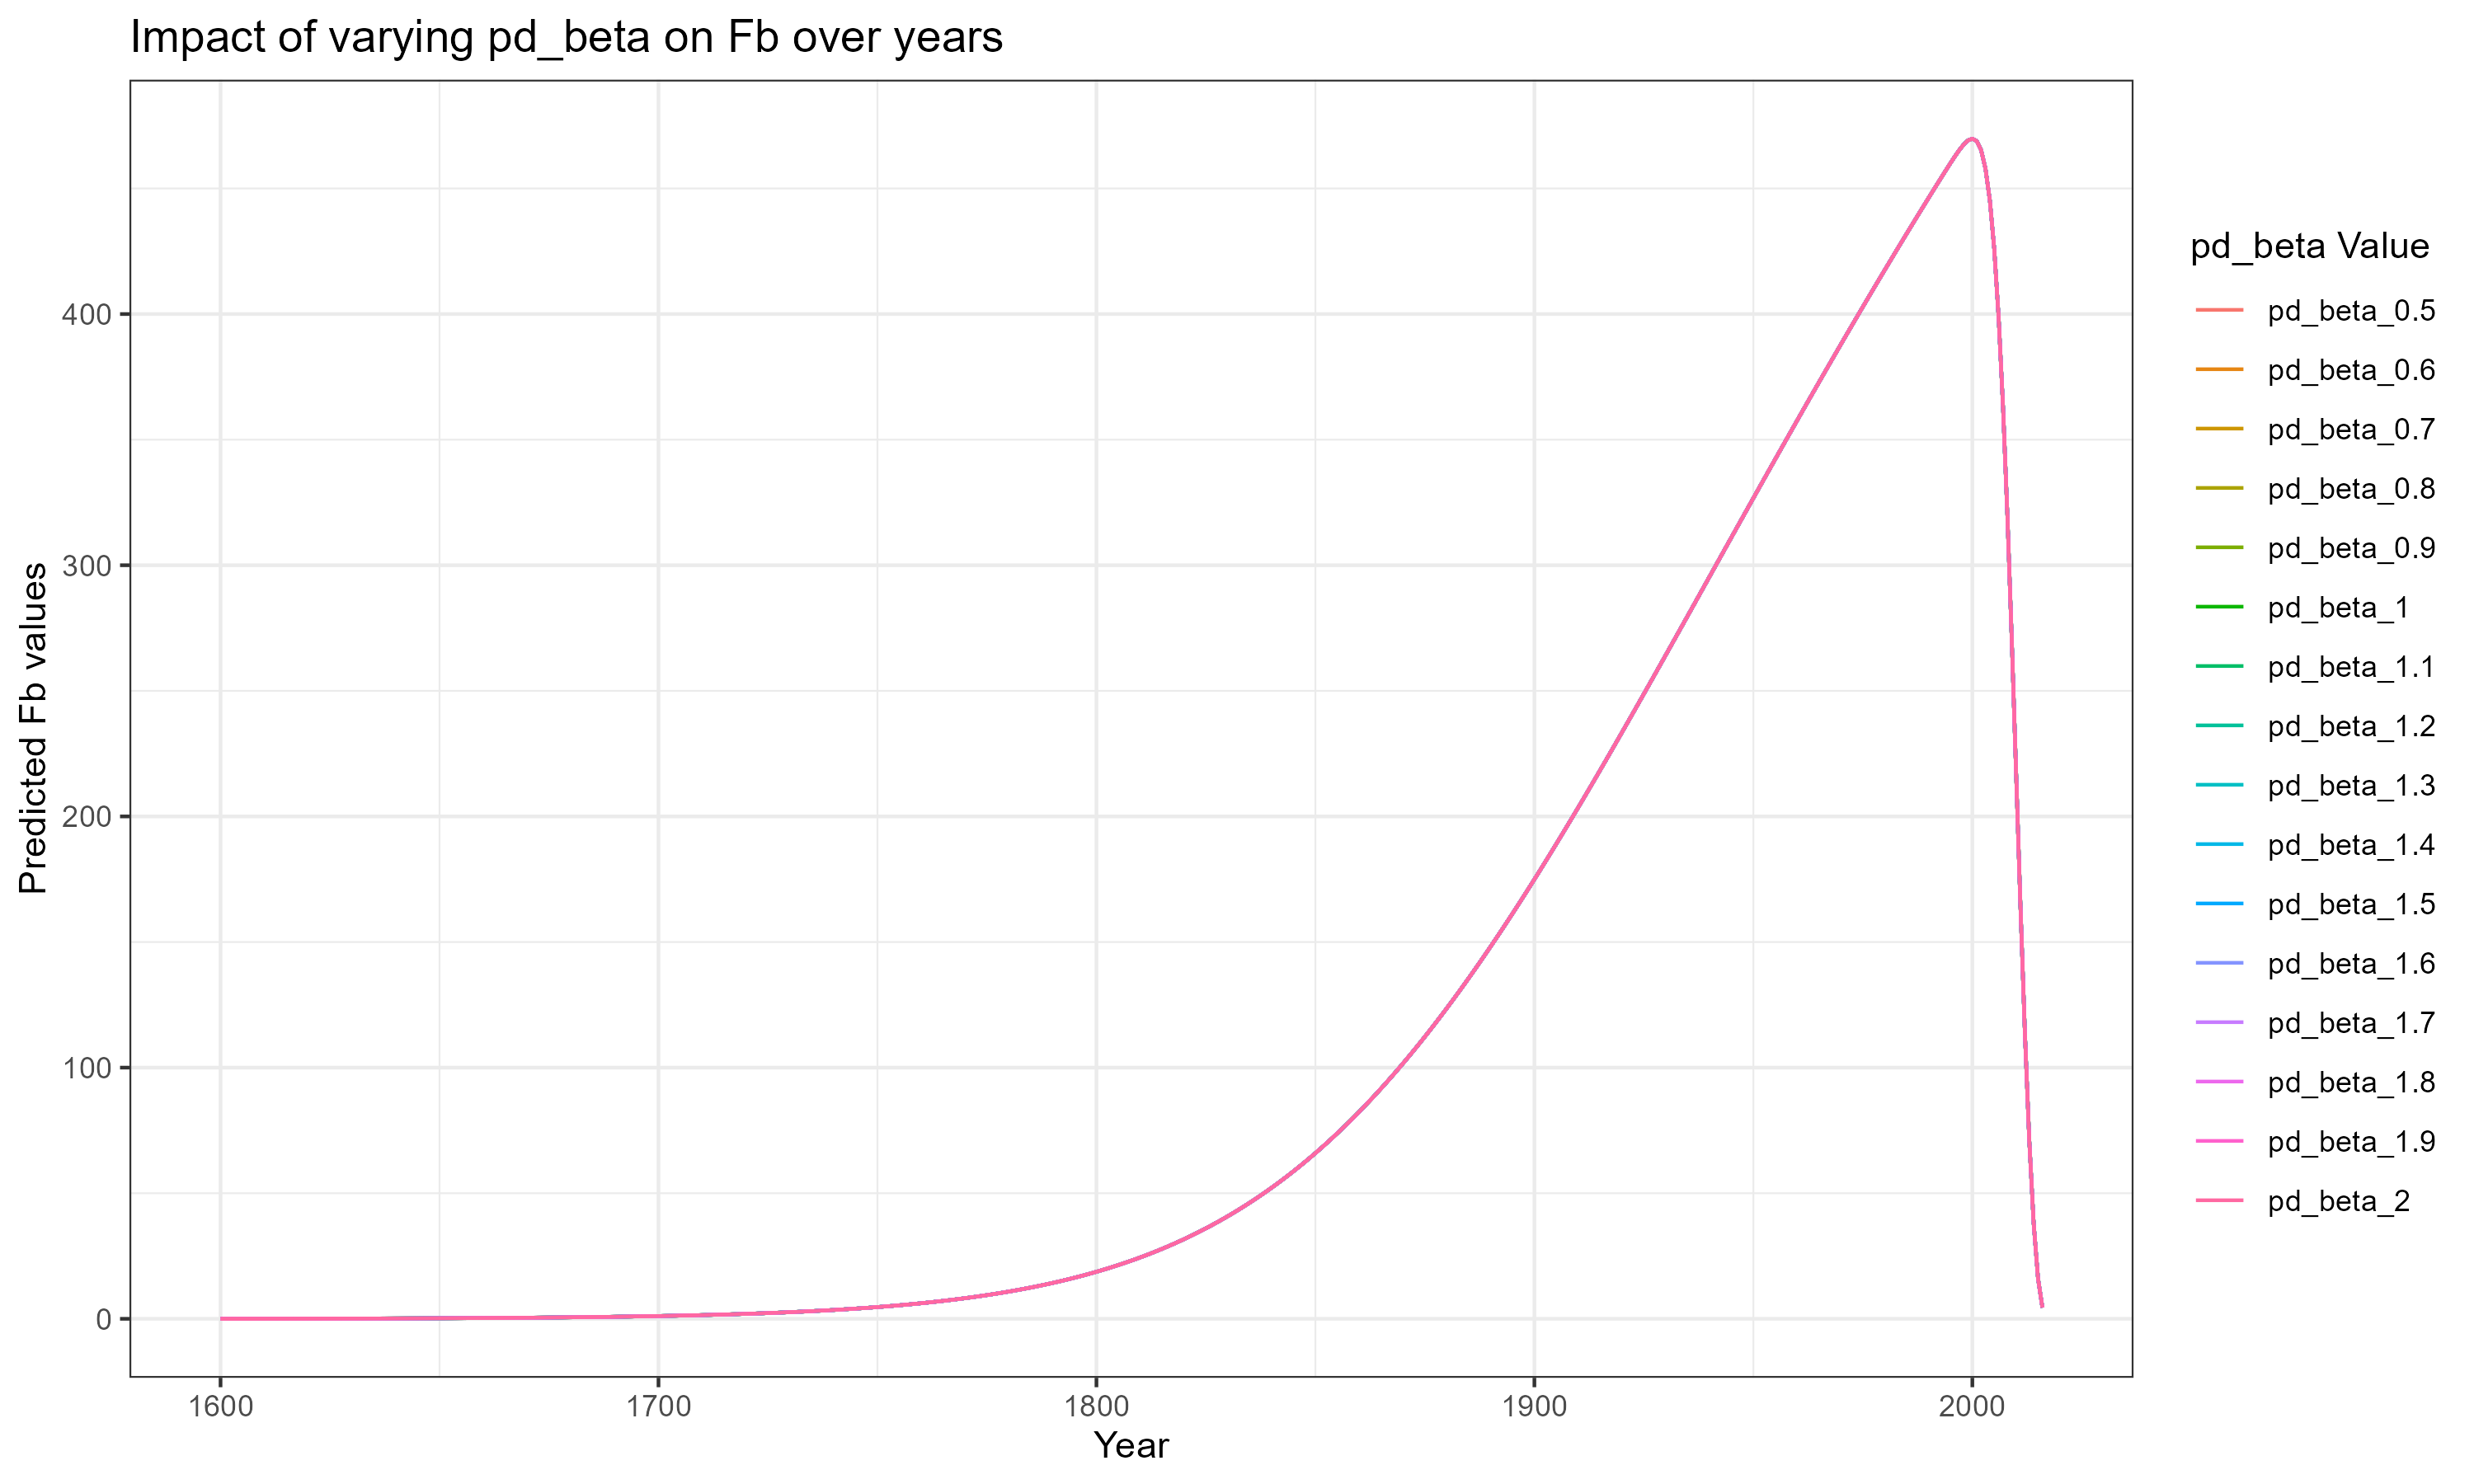 Impact of varying pd_beta on Fb over years
Predicted Fb values
400
300
200
100
0
1600
1700
1800
1900
2000
Year
pd_beta Value
pd_beta_0.5
pd_beta_0.6
pd_beta_0.7
pd_beta_0.8
pd_beta_0.9
pd_beta_1
pd_beta_1.1
pd_beta_1.2
pd_beta_1.3
pd_beta_1.4
pd_beta_1.5
pd_beta_1.6
pd_beta_1.7
pd_beta_1.8
pd_beta_1.9
pd_beta_2